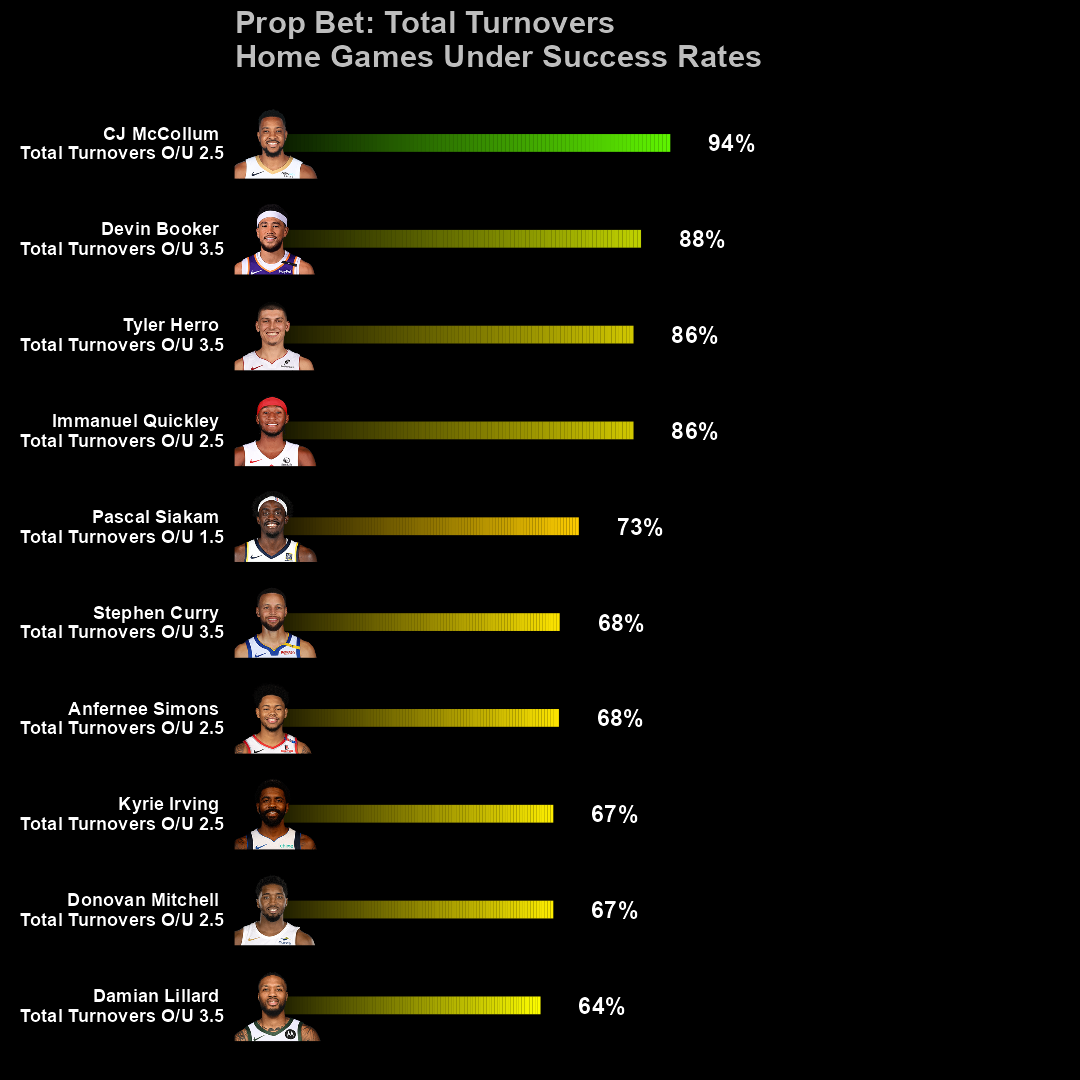 Prop Bet: Total Turnovers
Home Games Under Success Rates
CJ McCollum
Total Turnovers O/U 2.5
94%
Devin Booker
Total Turnovers O/U 3.5
88%
Tyler Herro
Total Turnovers O/U 3.5
86%
Immanuel Quickley
Total Turnovers O/U 2.5
86%
Pascal Siakam
Total Turnovers O/U 1.5
73%
Stephen Curry
Total Turnovers O/U 3.5
68%
Anfernee Simons
Total Turnovers O/U 2.5
68%
Kyrie Irving
Total Turnovers O/U 2.5
67%
Donovan Mitchell
Total Turnovers O/U 2.5
67%
Damian Lillard
Total Turnovers O/U 3.5
64%